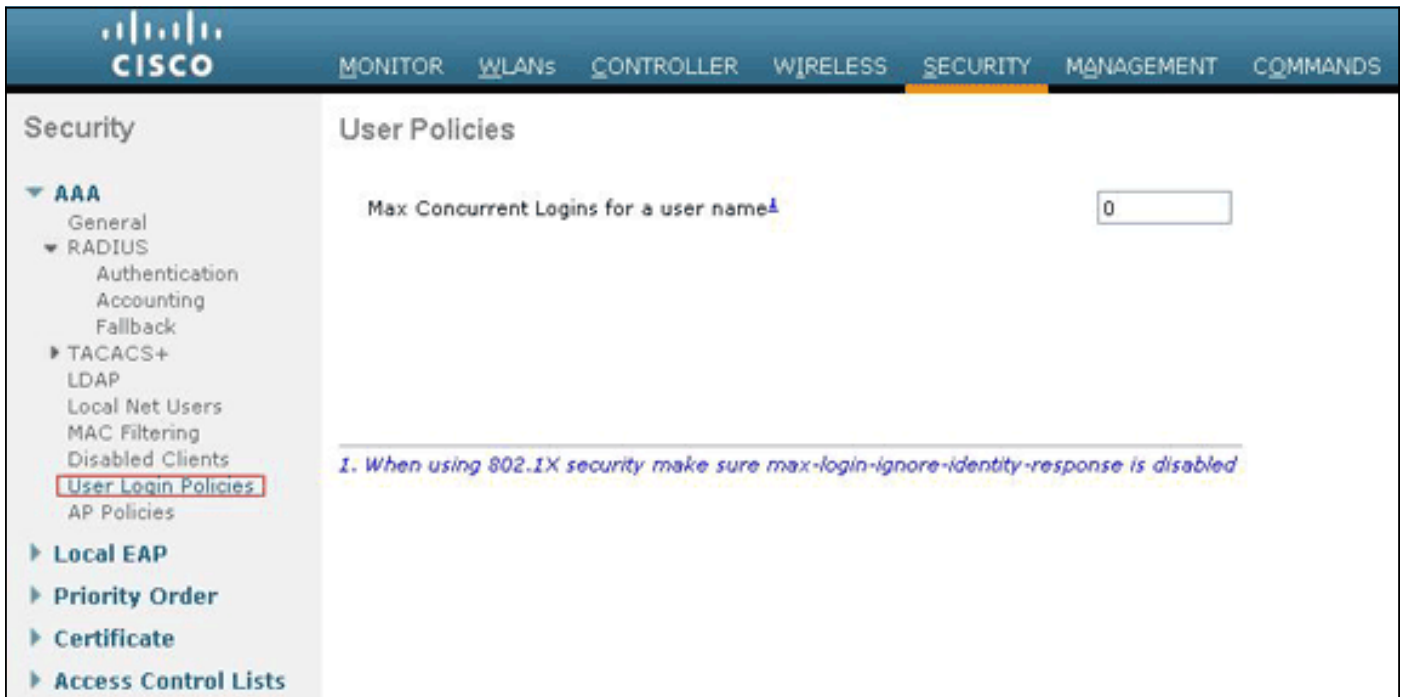 CISCO
MONITOR WLANs CONTROLLER WIRELESS SECURITY MANAGEMENT COMMANDS
Security
AAA
General
RADIUS
Authentication
Accounting
Fallback
TACACS+
LDAP
Local Net Users
MAC Filtering
Disabled Clients
User Login Policies
AP Policies
Local EAP
Priority Order
Certificate
Access Control Lists
User Policies
Max Concurrent Logins for a user name1 0
1. When using 802.1X security make sure max-login-ignore-identity-response is disabled